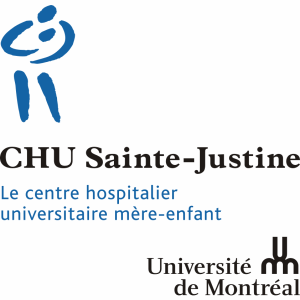 CHU Sainte-Justine
Le centre hospitalier
universitaire mère-enfant
Université
de Montréal